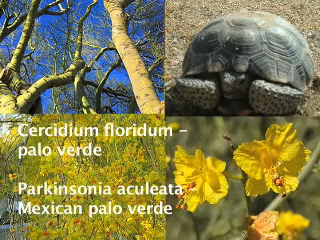 Cercidium floridum –
palo verde
Parkinsonia aculeata,
Mexican palo verde